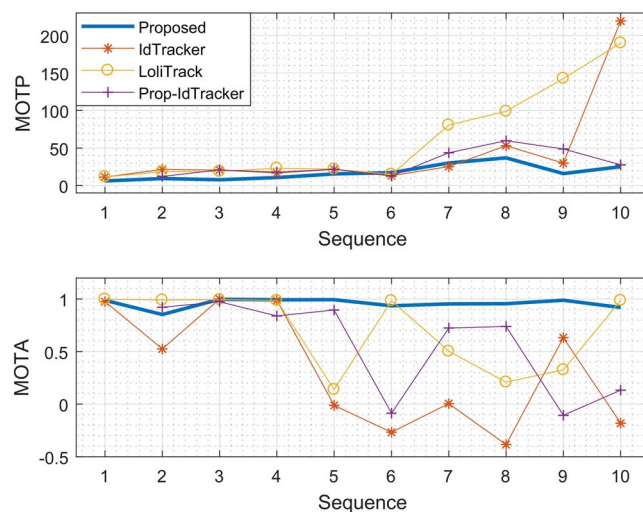 Proposed
IdTracker
LoliTrack
Prop-IdTracker
MOTP
200
150
100
50
0
1 2 3 4 5 6 7 8 9 10
Sequence
MOTA
1
0.5
0
-0.5
1 2 3 4 5 6 7 8 9 10
Sequence